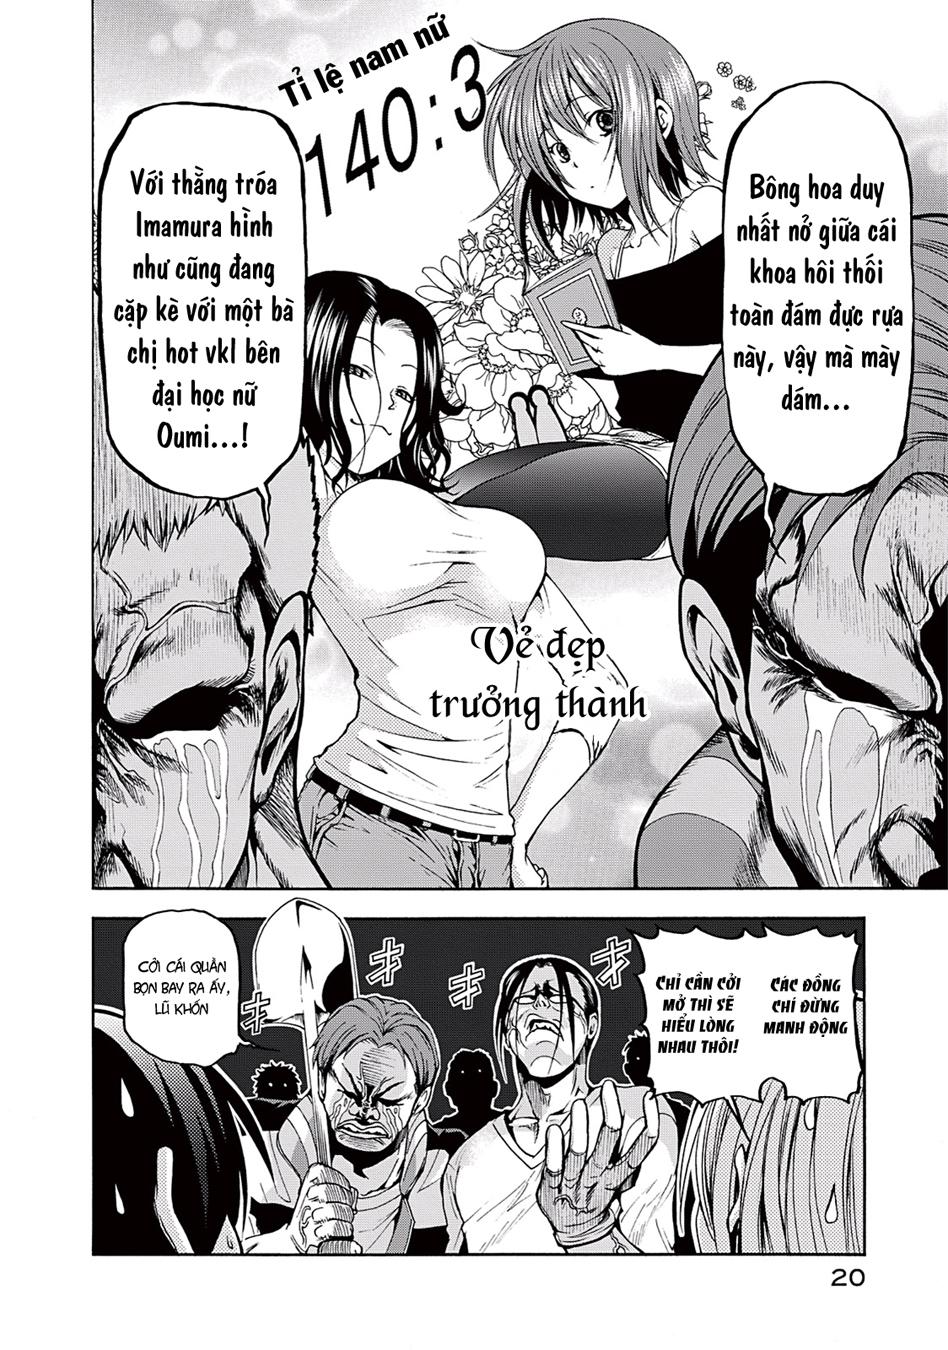 Tỉ lệ nam nữ
140:3
Bông hoa duy
nhất nở giữa cái
khoa hôi thối
toàn đám đực rựa
này, vậy mà mày
dám...
Với thằng tróa
Imamura hình
như cũng đang
cặp kè với một bà
chị hot vkl bên
đại học nữ
Oumi...!
Vẻ đẹp
trưởng thành
CÁC ĐỒNG
CHÍ ĐỪNG
MANH ĐỘNG
CHỈ CẦN CỞI
MỞ THÌ SẼ
HIỂU LÒNG
NHAU THÔI!
才
才
才
CỞI CÁI QUẦN
BỌN BAY RA ẤY,
LŨ KHỐN
20